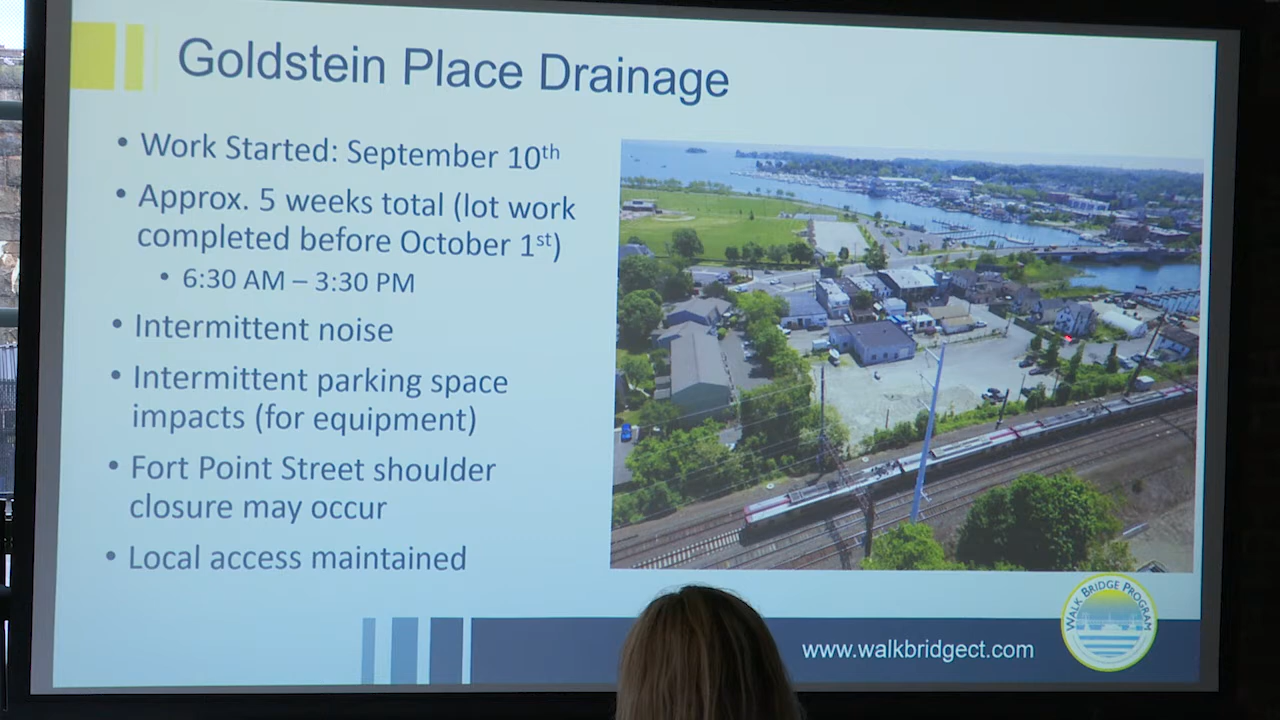 Goldstein Place Drainage
• Work Started: September 10th
• Approx. 5 weeks total (lot work
completed before October 1st)
• 6:30 AM – 3:30 PM
• Intermittent noise
• Intermittent parking space
impacts (for equipment)
• Fort Point Street shoulder
closure may occur
• Local access maintained
WALK BRIDGE PROGRAM
www.walkbridgect.com